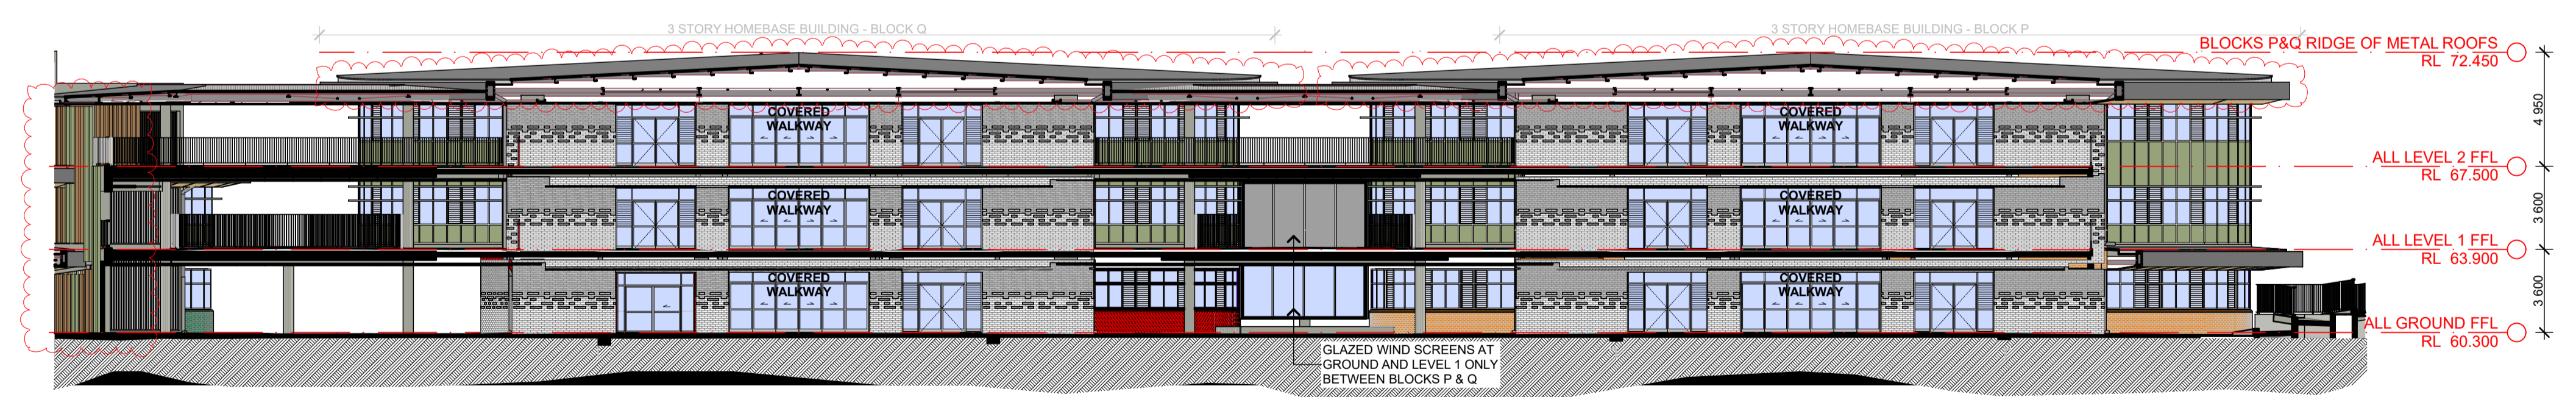 3 STORY HOMEBASE BUILDING - BLOCK Q
3 STORY HOMEBASE BUILDING - BLOCK P
BLOCKS P&Q RIDGE OF METAL ROOFS
RL 72.450
4 950
COVERED
WALKWAY
COVERED
WALKWAY
ALL LEVEL 2 FFL
RL 67.500
3 600
COVERED
WALKWAY
COVERED
WALKWAY
ALL LEVEL 1 FFL
RL 63.900
3 600
COVERED
WALKWAY
COVERED
WALKWAY
ALL GROUND FFL
RL 60.300
GLAZED WIND SCREENS AT
GROUND AND LEVEL 1 ONLY
BETWEEN BLOCKS P & Q